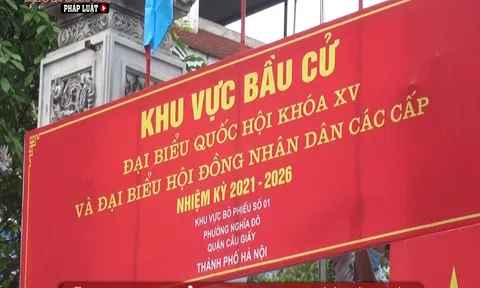 PHÁP LUẬT
KHU VỰC BẦU CỬ
ĐẠI BIỂU QUỐC HỘI KHÓA XV
VÀ ĐẠI BIỂU HỘI ĐỒNG NHÂN DÂN CÁC CẤP
NHIỆM KỲ 2021 - 2026
KHU VỰC BỎ PHIẾU SỐ 01
PHƯỜNG NGHĨA ĐÔ
QUẬN CẦU GIẤY
THÀNH PHỐ HÀ NỘI